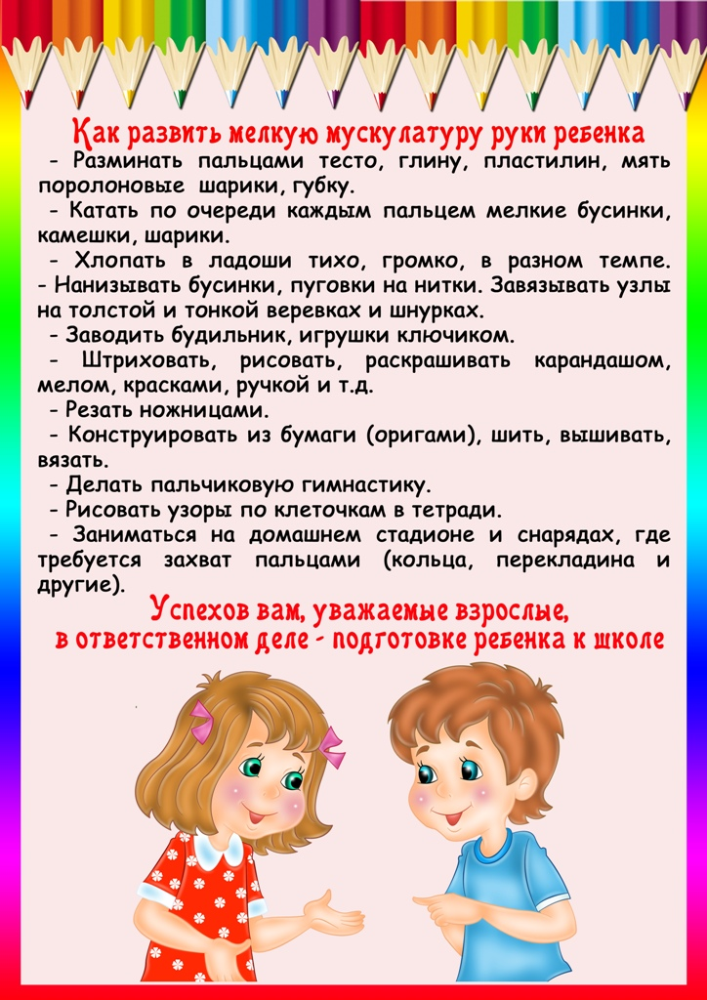 Как развить мелкую мускулатуру руки ребенка
- Разминать пальцами тесто, глину, пластилин, мять
поролоновые шарики, губку.
- Катать по очереди каждым пальцем мелкие бусинки,
камешки, шарики.
- Хлопать в ладоши тихо, громко, в разном темпе.
- Нанизывать бусинки, пуговки на нитки. Завязывать узлы
на толстой и тонкой веревках и шнурках.
- Заводить будильник, игрушки ключиком.
- Штриховать, рисовать, раскрашивать карандашом,
мелом, красками, ручкой и т.д.
- Резать ножницами.
- Конструировать из бумаги (оригами), шить, вышивать,
вязать.
- Делать пальчиковую гимнастику.
- Рисовать узоры по клеточкам в тетради.
- Заниматься на домашнем стадионе и снарядах, где
требуется захват пальцами (кольца, перекладина и
другие).
Успехов вам, уважаемые взрослые,
в ответственном деле - подготовке ребенка к школе